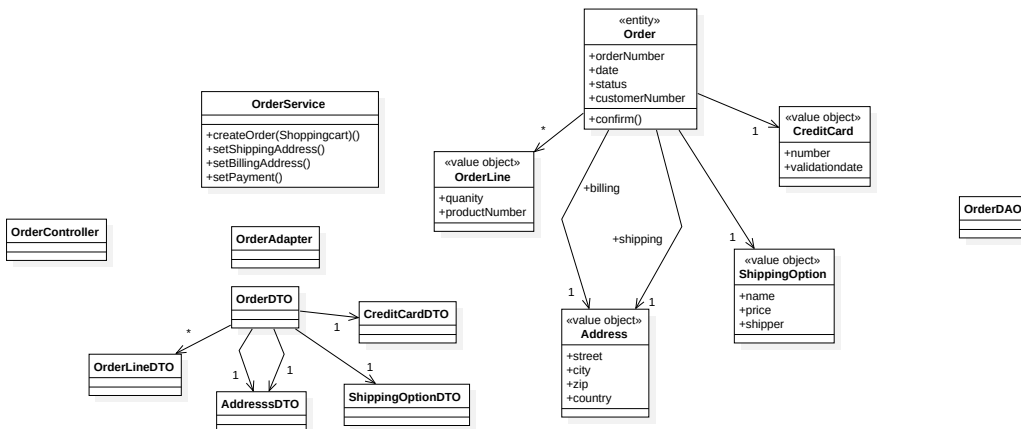 «entity»
Order
+orderNumber
+date
+status
+customerNumber
+confirm()
OrderService
+createOrder(Shoppingcart)()
+setShippingAddress()
+setBillingAddress()
+setPayment()
«value object»
CreditCard
+number
+validationdate
1
*
«value object»
OrderLine
+quanity
+productNumber
+billing
+shipping
1
1
1
«value object»
ShippingOption
+name
+price
+shipper
«value object»
Address
+street
+city
+zip
+country
OrderDAO
OrderController
OrderAdapter
OrderDTO
CreditCardDTO
1
*
OrderLineDTO
1
1
1
AddresssDTO
ShippingOptionDTO